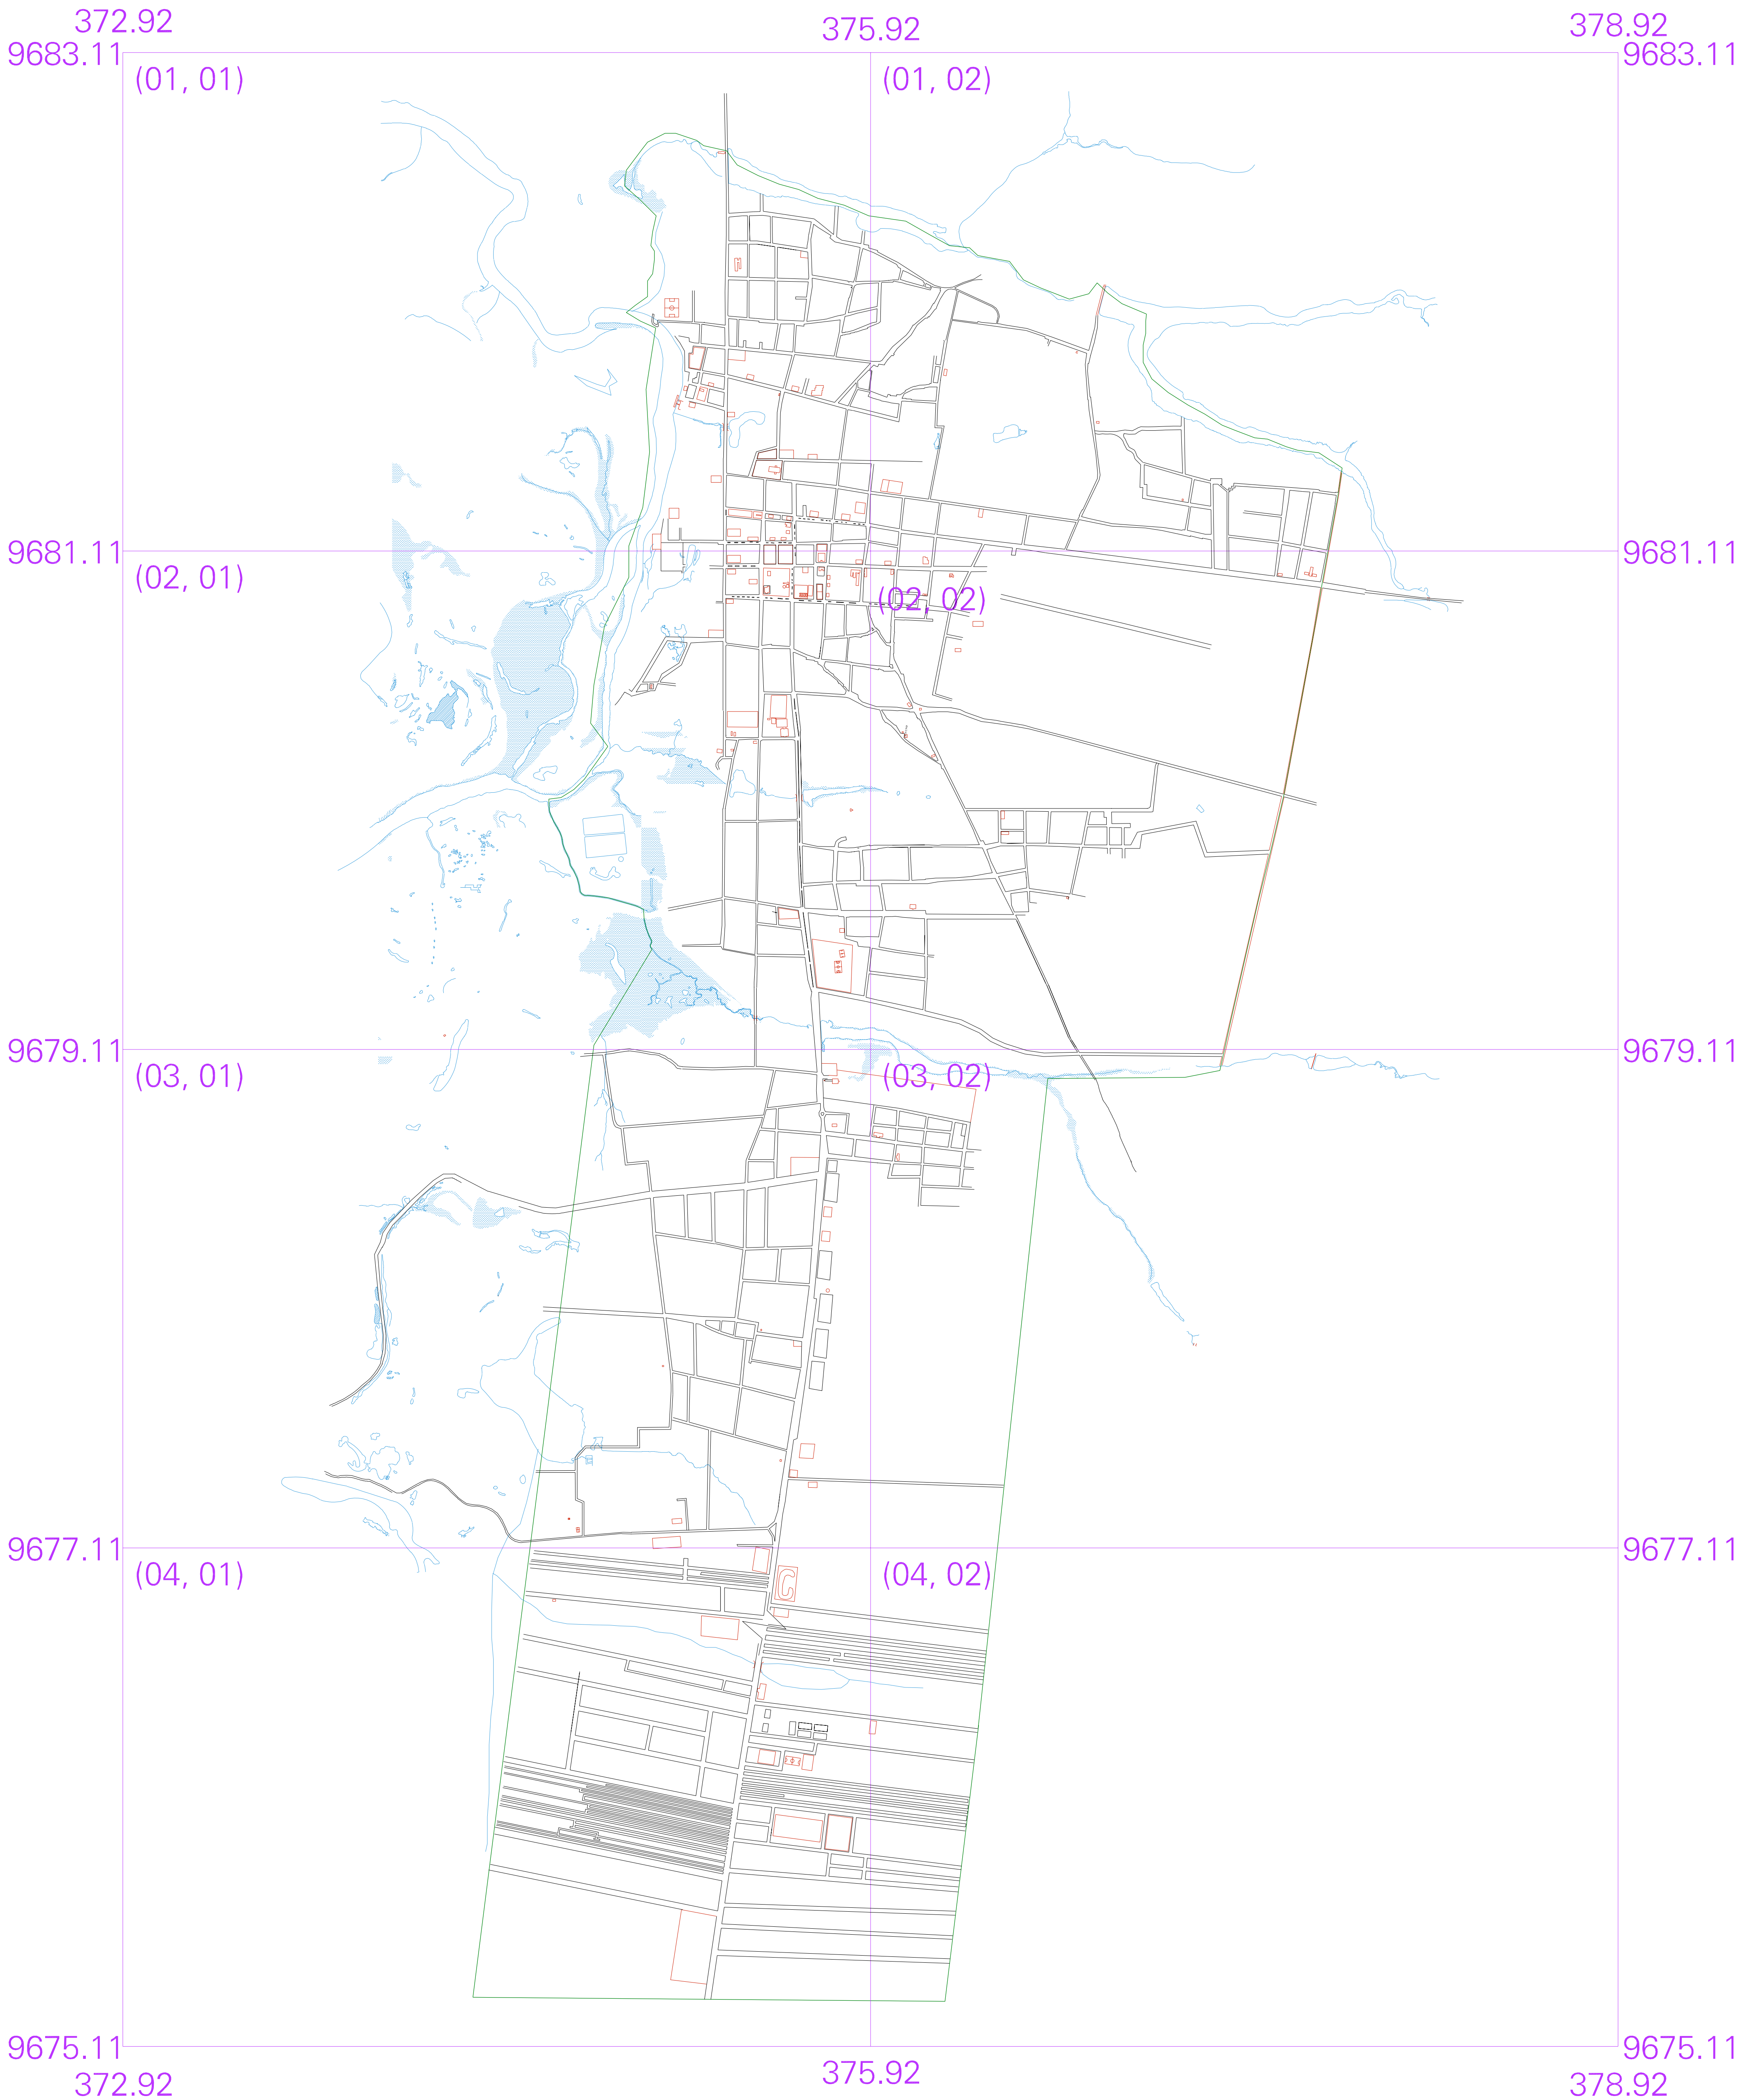 372.92 375.92 378.92
9683.11 9683.11
(01, 01) (01, 02)
9681.11 9681.11
(02, 01) (02, 02)
9679.11 9679.11
(03, 01) (03, 02)
9677.11 9677.11
(04, 01) (04, 02)
9675.11 9675.11
372.92 375.92 378.92